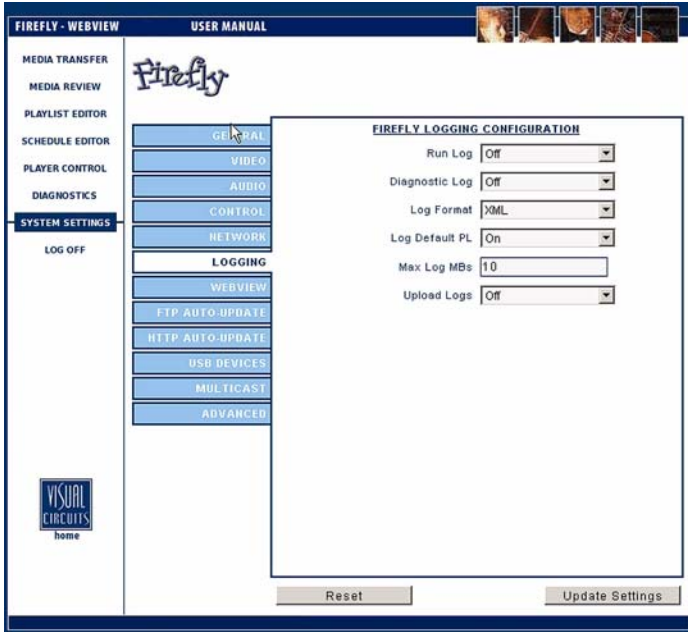 FIREFLY - WEBVIEW
USER MANUAL
MEDIA TRANSFER
MEDIA REVIEW
PLAYLIST EDITOR
SCHEDULE EDITOR
PLAYER CONTROL
DIAGNOSTICS
SYSTEM SETTINGS
LOG OFF
VISUAL
CIRCUITS
home
Firefly
GENERAL
VIDEO
AUDIO
CONTROL
NETWORK
LOGGING
WEBVIEW
FTP AUTO-UPDATE
HTTP AUTO-UPDATE
USB DEVICES
MULTICAST
ADVANCED
FIREFLY LOGGING CONFIGURATION
Run Log Off
Diagnostic Log Off
Log Format XML
Log Default PL On
Max Log MBs 10
Upload Logs Off
Reset
Update Settings